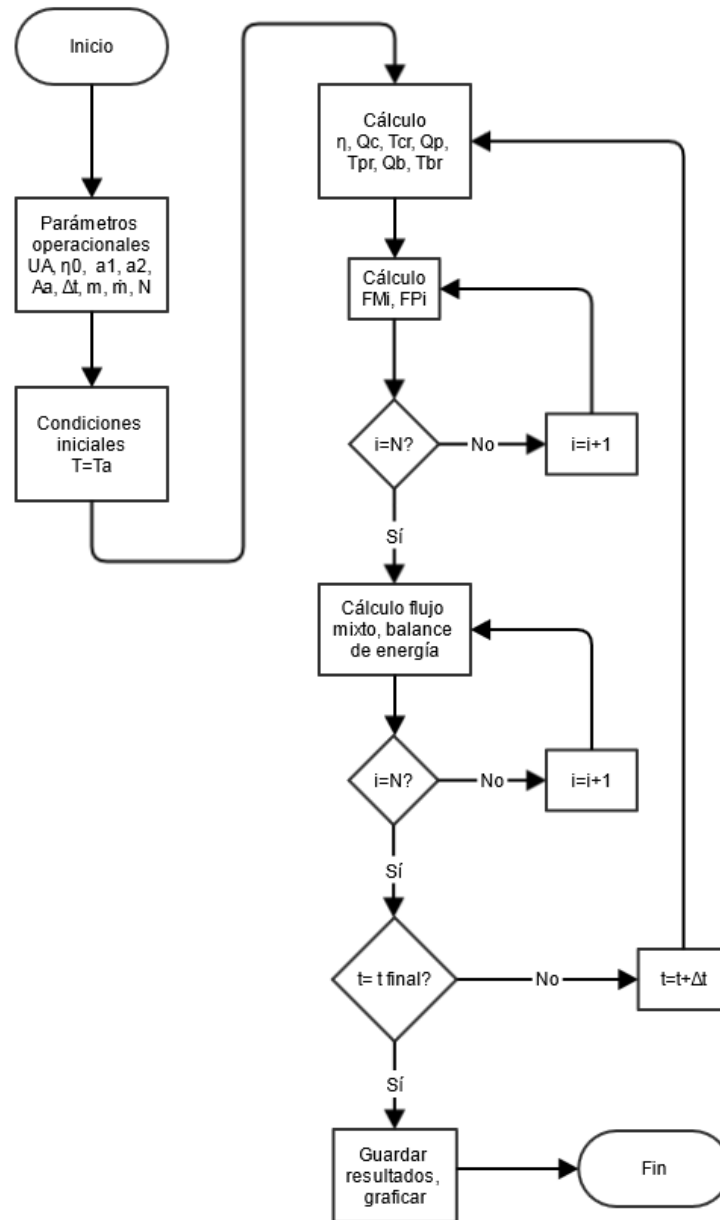 Inicio
Parámetros
operacionales
UA, η0, a1, a2,
Aa, Δt, m, ṁ, N
Condiciones
iniciales
T=Ta
Cálculo
η, Qc, Tcr, Qp,
Tpr, Qb, Tbr
Cálculo
FMi, FPi
i=N?
No
i=i+1
Sí
Cálculo flujo
mixto, balance
de energía
i=N?
No
i=i+1
Sí
t= t final?
No
t=t+Δt
Sí
Guardar
resultados,
graficar
Fin